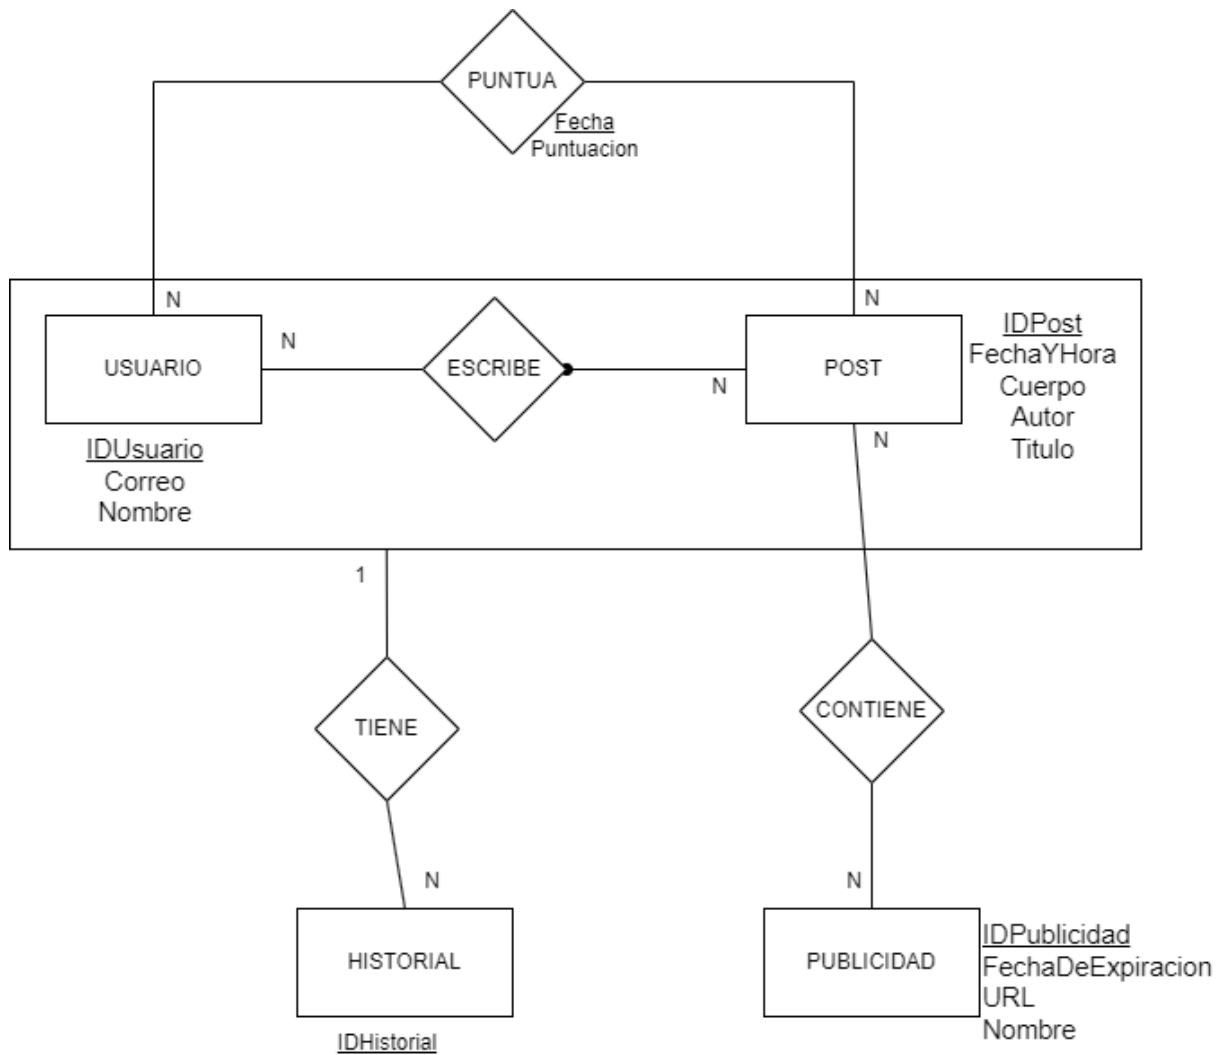 PUNTUA
Fecha
Puntuacion
N
N
USUARIO
N
ESCRIBE
N
POST
IDPost
FechaYHora
Cuerpo
Autor
Titulo
IDUsuario
Correo
Nombre
N
1
TIENE
CONTIENE
N
N
HISTORIAL
IDHistorial
PUBLICIDAD
IDPublicidad
FechaDeExpiracion
URL
Nombre